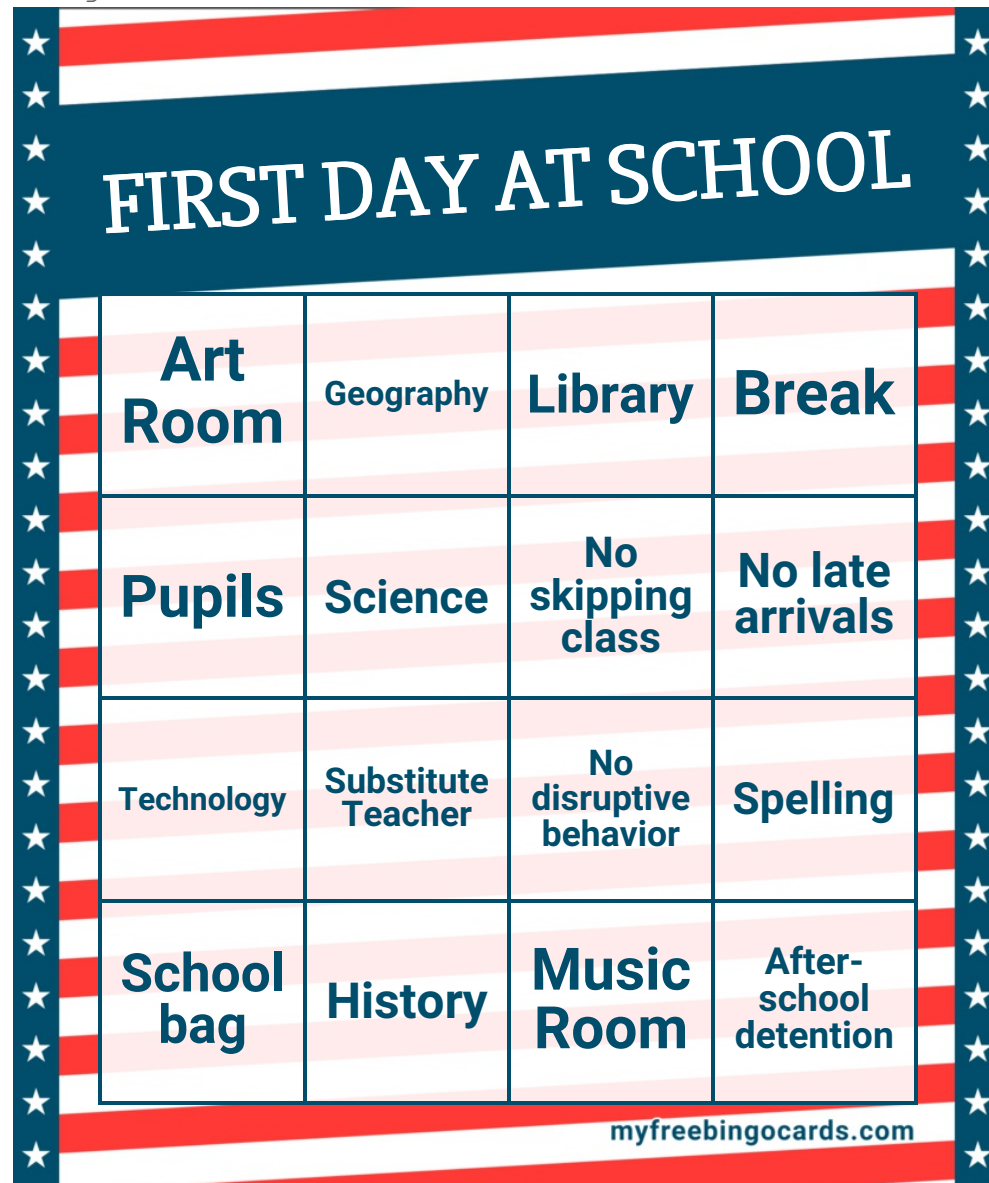 FIRST DAY AT SCHOOL
Art
Room
Geography
Library
Break
Pupils
Science
No
skipping
class
No late
arrivals
Technology
Substitute
Teacher
No
disruptive
behavior
Spelling
School
bag
History
Music
Room
After-
school
detention
myfreebingocards.com